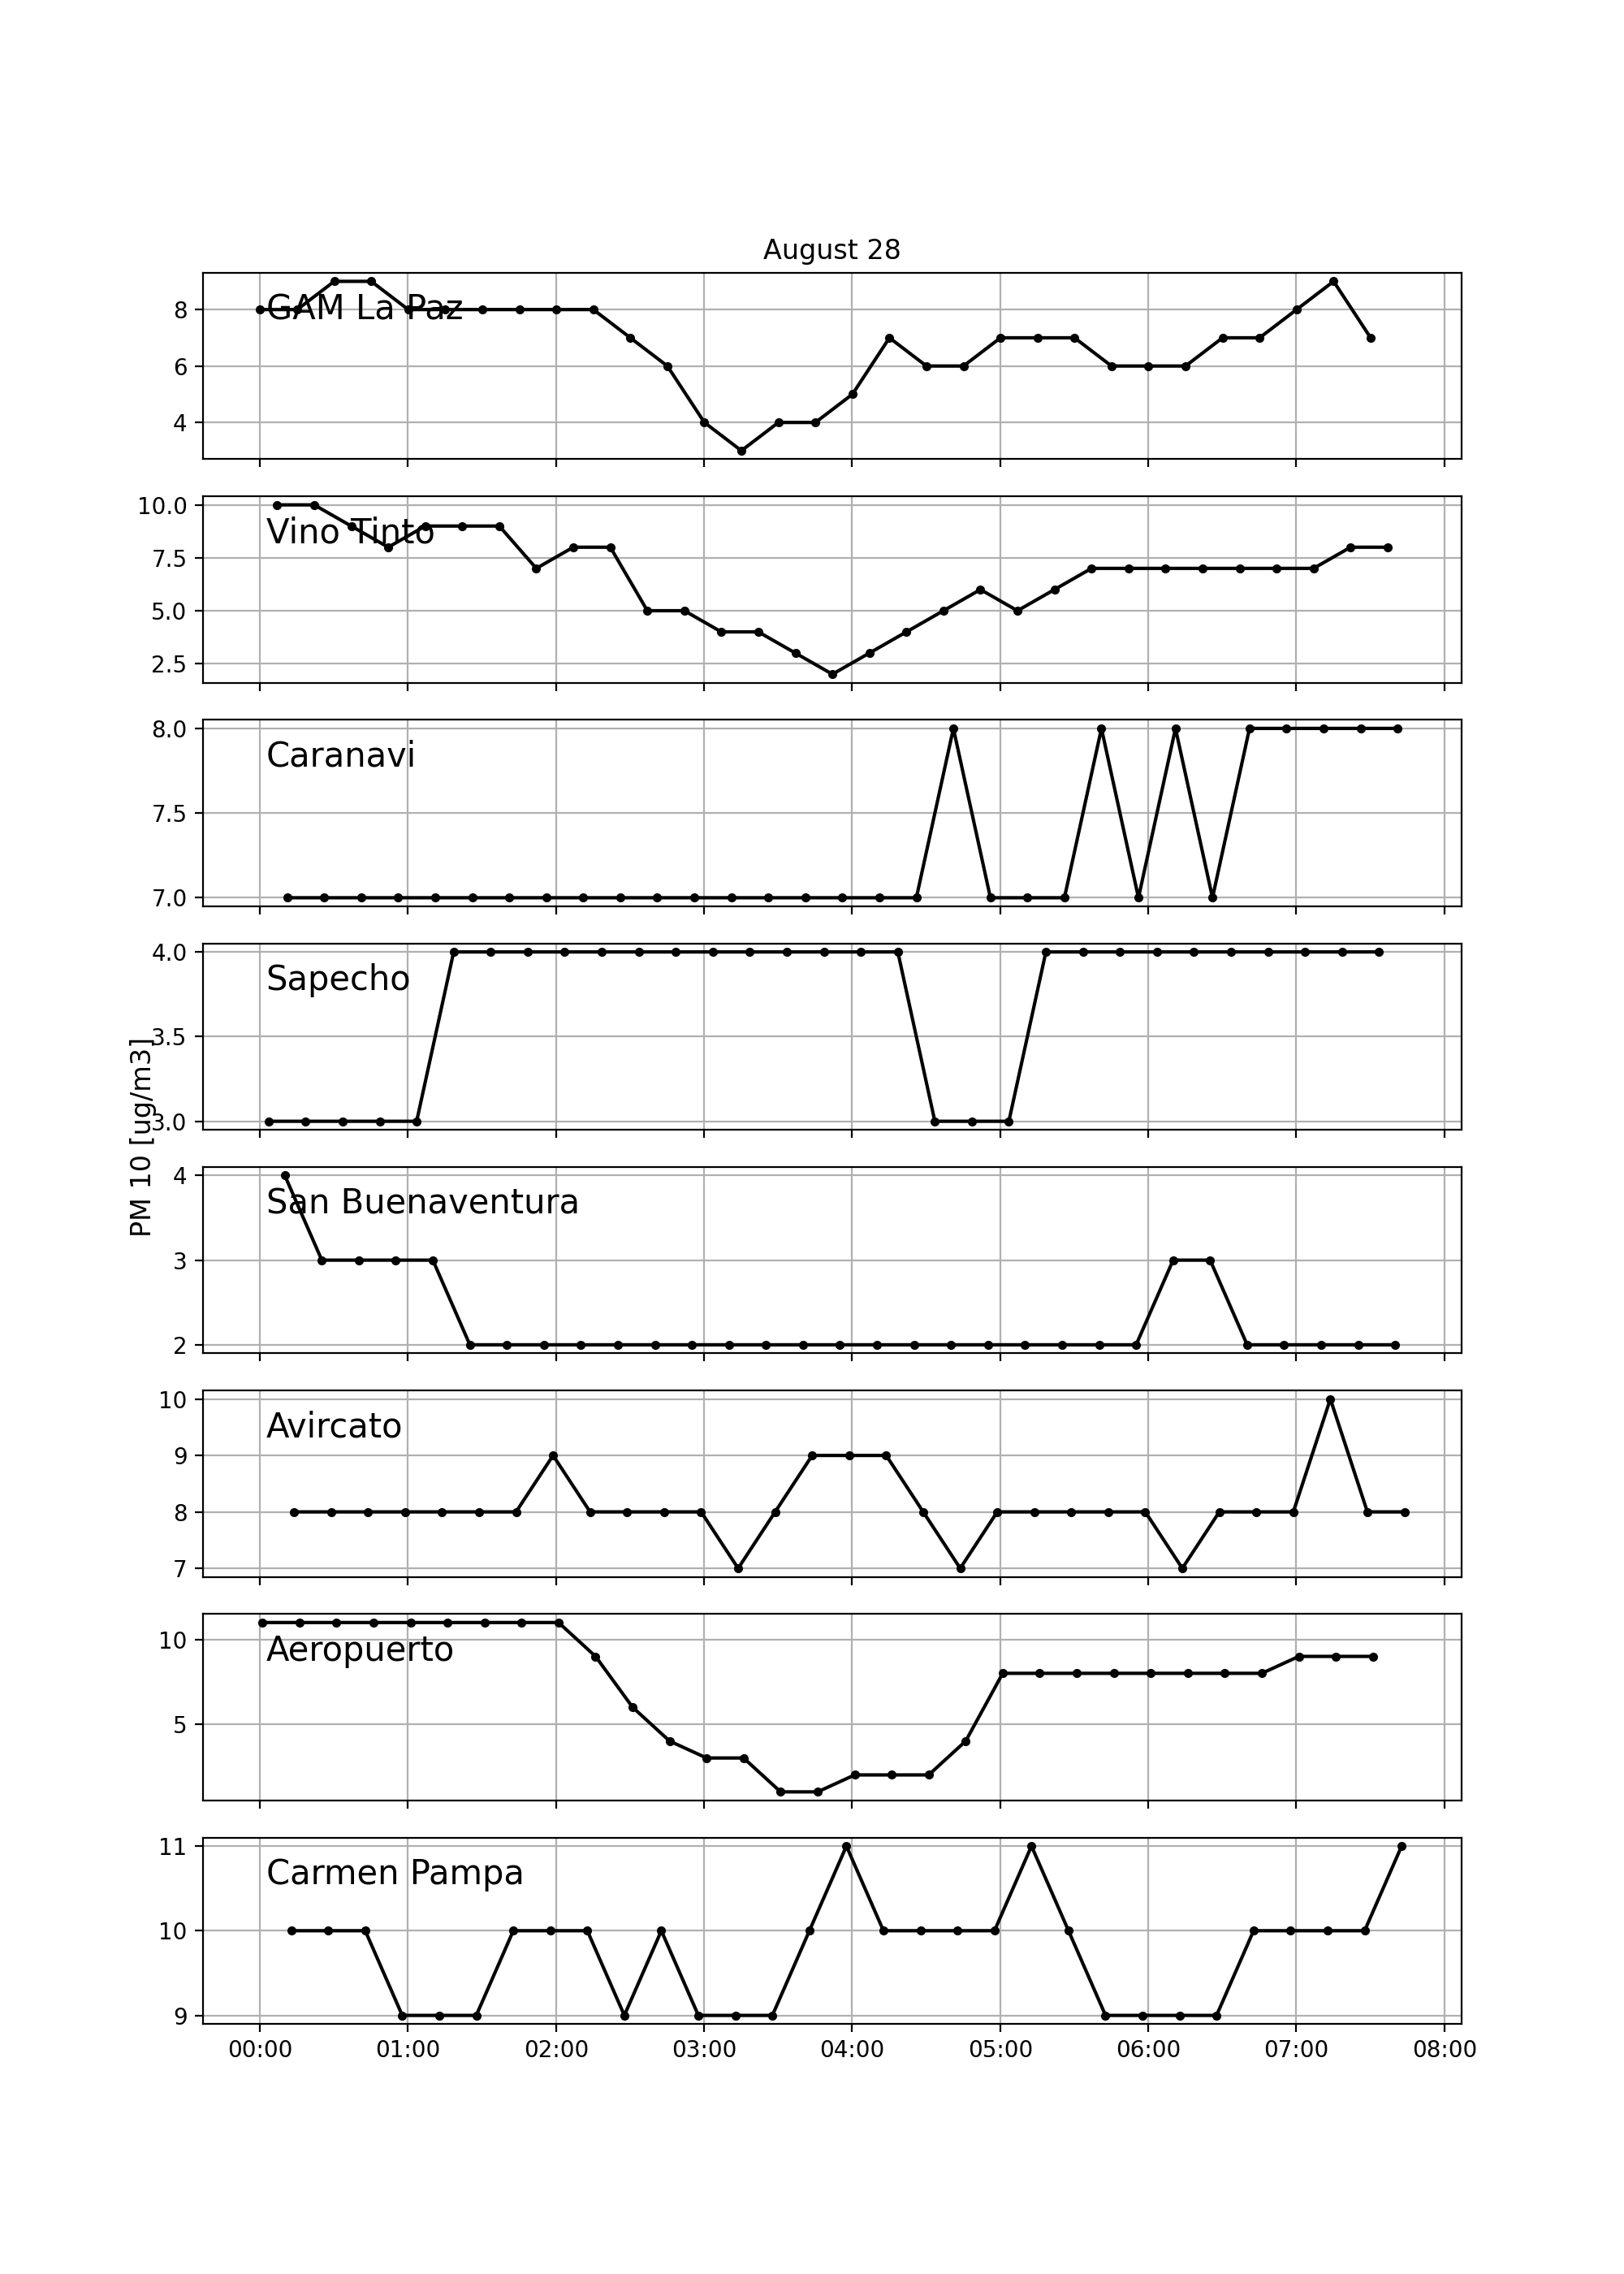 August 28
GAM La Paz
8
6
4
Vino Tinto
10.0
7.5
5.0
2.5
Caranavi
8.0
7.5
7.0
Sapecho
4.0
3.5
3.0
PM 10 [ug/m3]
San Buenaventura
4
3
2
Avircato
10
9
8
7
Aeropuerto
10
5
Carmen Pampa
11
10
9
00:00 01:00 02:00 03:00 04:00 05:00 06:00 07:00 08:00